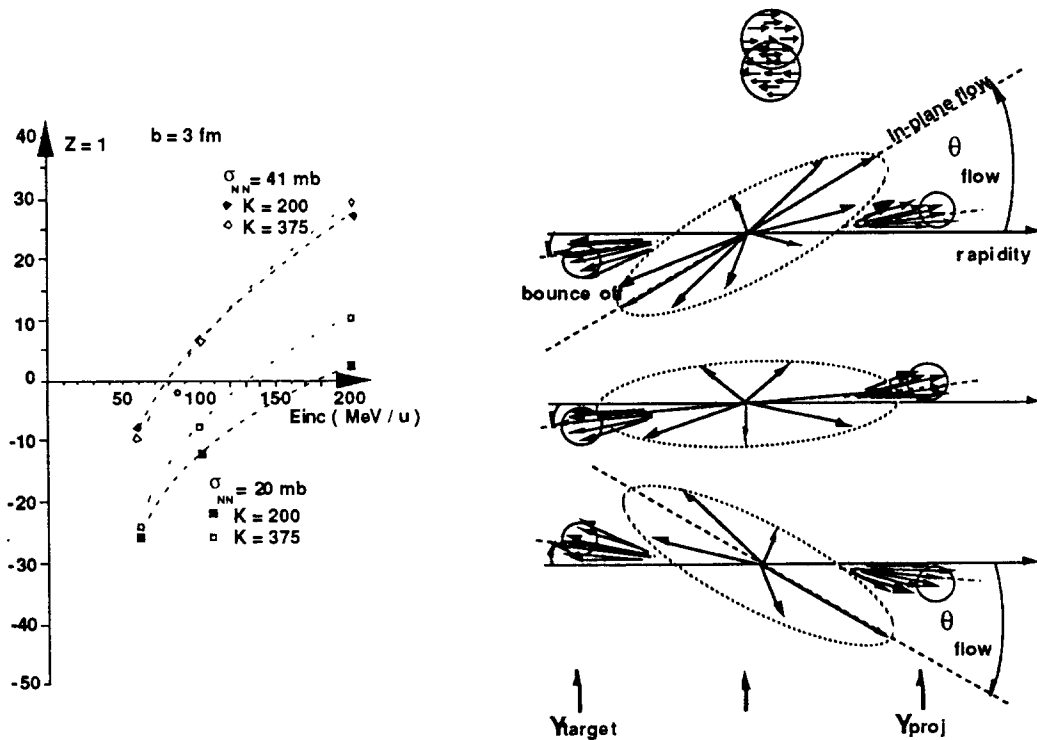 40
Z = 1
b = 3 fm
30
20
10
0
-10
-20
-30
-40
-50
σNN = 41 mb
K = 200
K = 375
50
100
150
200
Einc ( MeV / u )
σNN = 20 mb
K = 200
K = 375
In-plane flow
θ flow
rapidity
bounce off
θ flow
Ytarget
Yproj